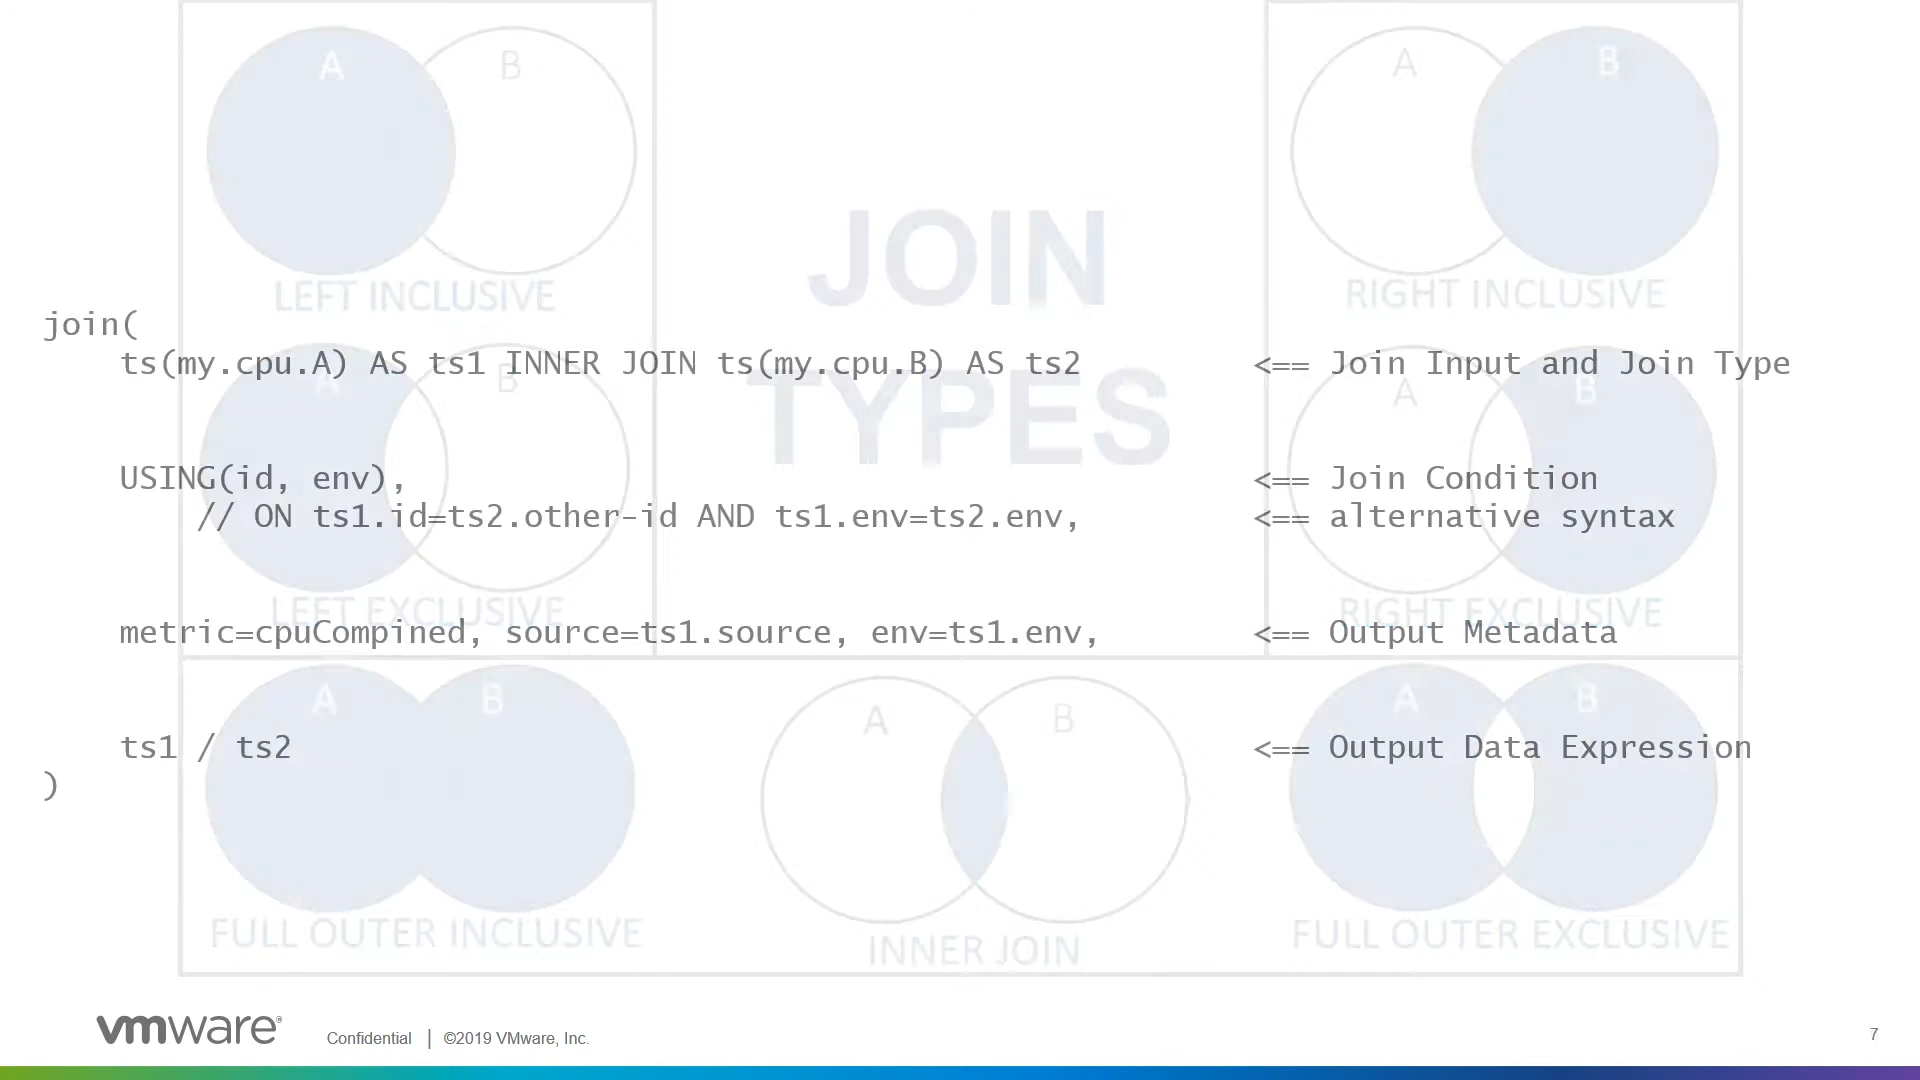 A B
A B
JOIN
LEFT INCLUSIVE
RIGHT INCLUSIVE
join(
ts(my.cpu.A) AS ts1 INNER JOIN ts(my.cpu.B) AS ts2 <== Join Input and Join Type
A B
TYPES
A B
USING(id, env), <== Join Condition
// ON ts1.id=ts2.other-id AND ts1.env=ts2.env, <== alternative syntax
LEFT EXCLUSIVE
RIGHT EXCLUSIVE
metric=cpuCompined, source=ts1.source, env=ts1.env, <== Output Metadata
A B
A B
A B
ts1 / ts2 <== Output Data Expression
)
FULL OUTER INCLUSIVE
INNER JOIN
FULL OUTER EXCLUSIVE
vmware® Confidential | ©2019 VMware, Inc. 7